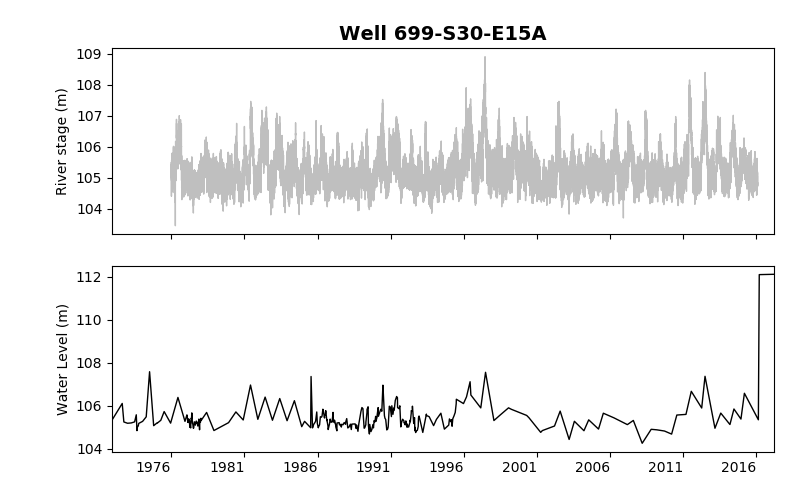 Well 699-S30-E15A
109
108
107
106
105
104
River stage (m)
112
110
108
106
104
Water Level (m)
1976 1981 1986 1991 1996 2001 2006 2011 2016